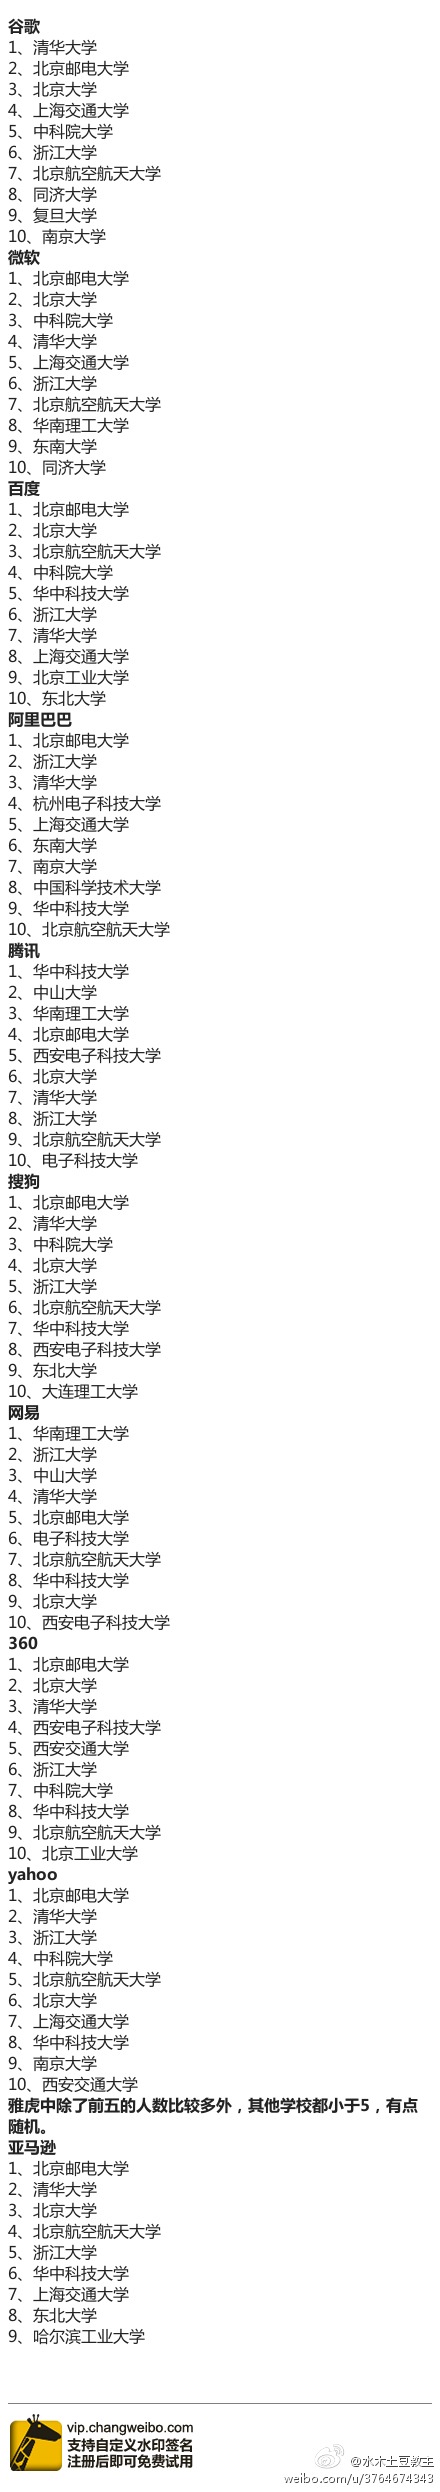 谷歌
1、清华大学
2、北京邮电大学
3、北京大学
4、上海交通大学
5、中科院大学
6、浙江大学
7、北京航空航天大学
8、同济大学
9、复旦大学
10、南京大学
微软
1、北京邮电大学
2、北京大学
3、中科院大学
4、清华大学
5、上海交通大学
6、浙江大学
7、北京航空航天大学
8、华南理工大学
9、东南大学
10、同济大学
百度
1、北京邮电大学
2、北京大学
3、北京航空航天大学
4、中科院大学
5、华中科技大学
6、浙江大学
7、清华大学
8、上海交通大学
9、北京工业大学
10、东北大学
阿里巴巴
1、北京邮电大学
2、浙江大学
3、清华大学
4、杭州电子科技大学
5、上海交通大学
6、东南大学
7、南京大学
8、中国科学技术大学
9、华中科技大学
10、北京航空航天大学
腾讯
1、华中科技大学
2、中山大学
3、华南理工大学
4、北京邮电大学
5、西安电子科技大学
6、北京大学
7、清华大学
8、浙江大学
9、北京航空航天大学
10、电子科技大学
搜狗
1、北京邮电大学
2、清华大学
3、中科院大学
4、北京大学
5、浙江大学
6、北京航空航天大学
7、华中科技大学
8、西安电子科技大学
9、东北大学
10、大连理工大学
网易
1、华南理工大学
2、浙江大学
3、中山大学
4、清华大学
5、北京邮电大学
6、电子科技大学
7、北京航空航天大学
8、华中科技大学
9、北京大学
10、西安电子科技大学
360
1、北京邮电大学
2、北京大学
3、清华大学
4、西安电子科技大学
5、西安交通大学
6、浙江大学
7、中科院大学
8、华中科技大学
9、北京航空航天大学
10、北京工业大学
yahoo
1、北京邮电大学
2、清华大学
3、浙江大学
4、中科院大学
5、北京航空航天大学
6、北京大学
7、上海交通大学
8、华中科技大学
9、南京大学
10、西安交通大学
雅虎中除了前五的人数比较多外，其他学校都小于5，有点
随机。
亚马逊
1、北京邮电大学
2、清华大学
3、北京大学
4、北京航空航天大学
5、浙江大学
6、华中科技大学
7、上海交通大学
8、东北大学
9、哈尔滨工业大学
vip.changweibo.com
支持自定义水印签名
注册后即可免费试用
@水木土豆教主
weibo.com/u/3764674343